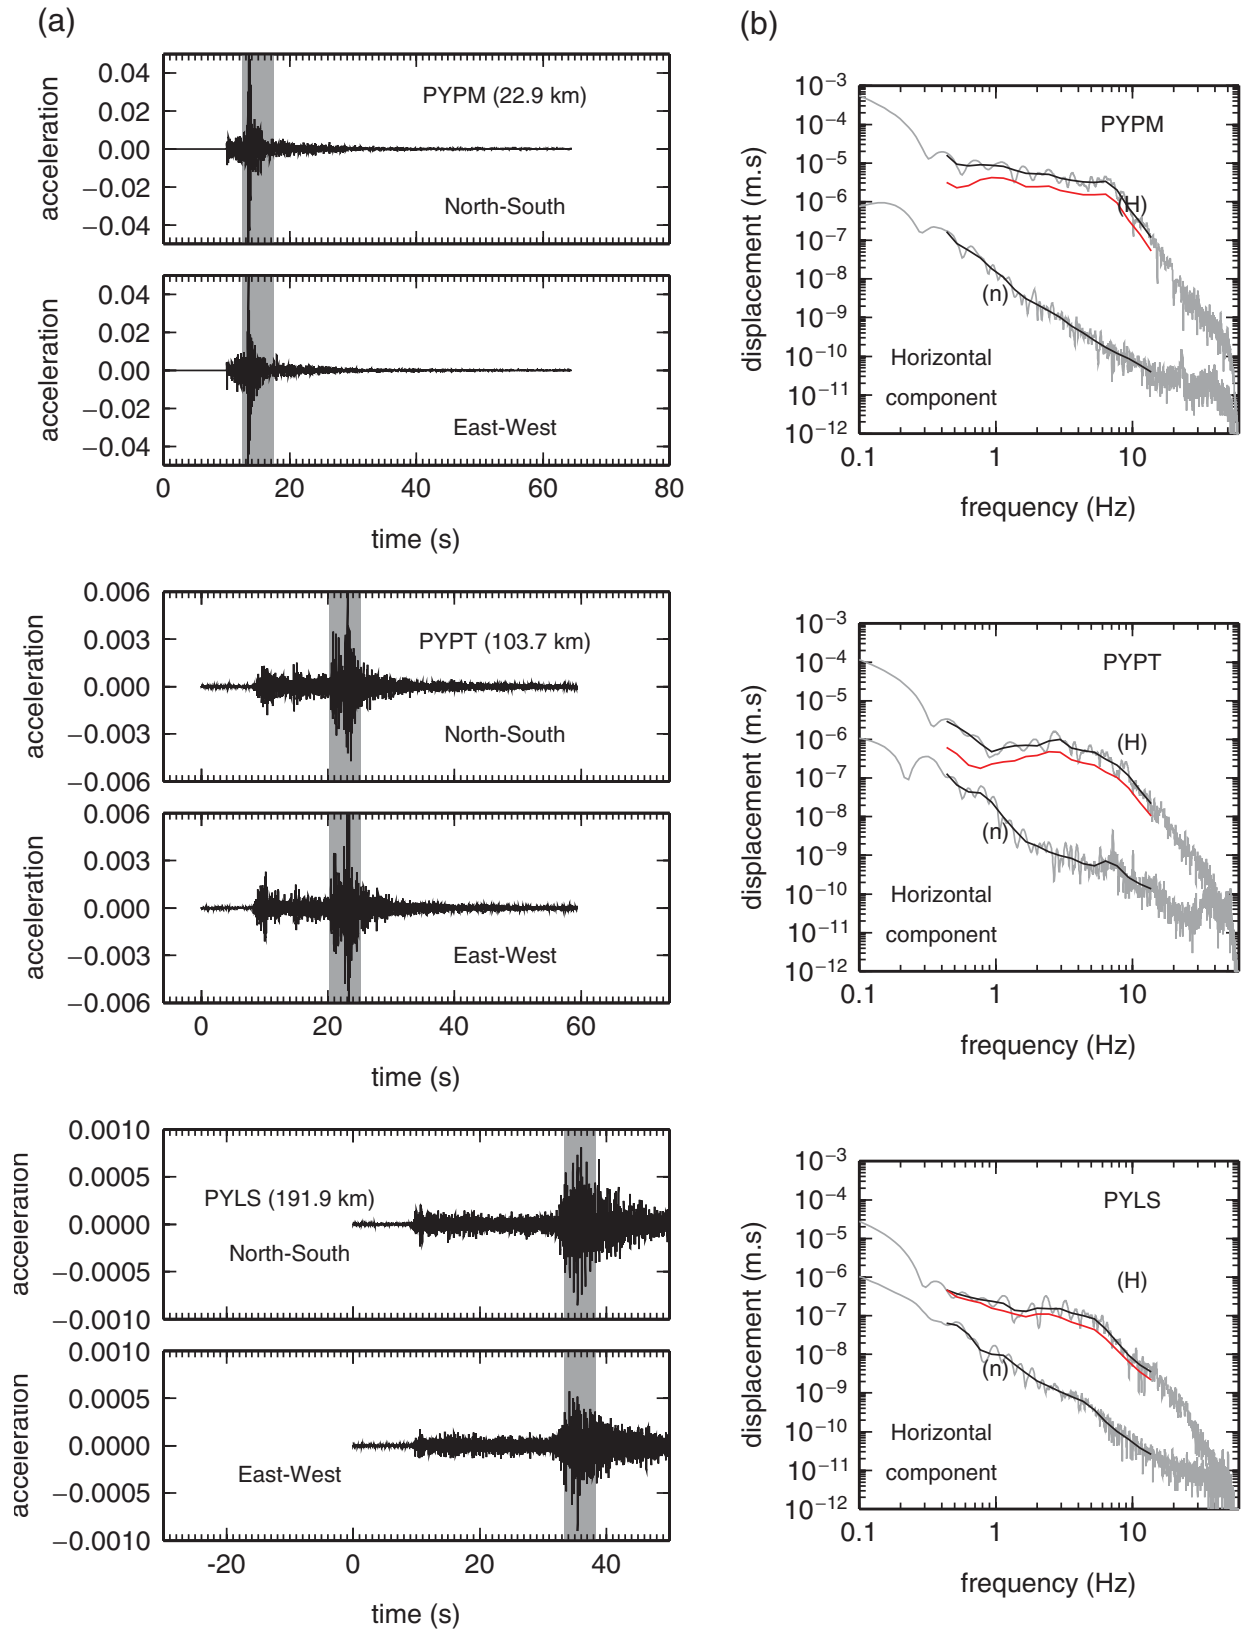 (a)
acceleration
0.04
0.02
0.00
−0.02
−0.04
PYPM (22.9 km)
North-South
acceleration
0.04
0.02
0.00
−0.02
−0.04
East-West
0 20 40 60 80
time (s)
acceleration
0.006
0.003
0.000
−0.003
−0.006
PYPT (103.7 km)
North-South
acceleration
0.006
0.003
0.000
−0.003
−0.006
East-West
0 20 40 60
time (s)
acceleration
0.0010
0.0005
0.0000
−0.0005
−0.0010
PYLS (191.9 km)
North-South
acceleration
0.0010
0.0005
0.0000
−0.0005
−0.0010
East-West
-20 0 20 40
time (s)
(b)
displacement (m.s)
10−3
10−4
10−5
10−6
10−7
10−8
10−9
10−10
10−11
10−12
PYPM
(H)
(n)
Horizontal
component
0.1 1 10
frequency (Hz)
displacement (m.s)
10−3
10−4
10−5
10−6
10−7
10−8
10−9
10−10
10−11
10−12
PYPT
(H)
(n)
Horizontal
component
0.1 1 10
frequency (Hz)
displacement (m.s)
10−3
10−4
10−5
10−6
10−7
10−8
10−9
10−10
10−11
10−12
PYLS
(H)
(n)
Horizontal
component
0.1 1 10
frequency (Hz)